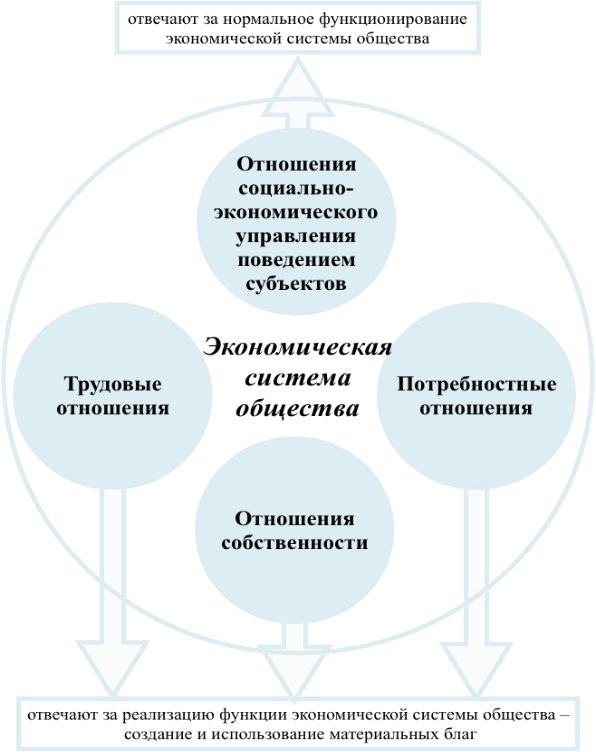 отвечают за нормальное функционирование
экономической системы общества
Отношения
социально-
экономического
управления
поведением
субъектов
Экономическая
система
общества
Трудовые
отношения
Потребностные
отношения
Отношения
собственности
отвечают за реализацию функции экономической системы общества –
создание и использование материальных благ